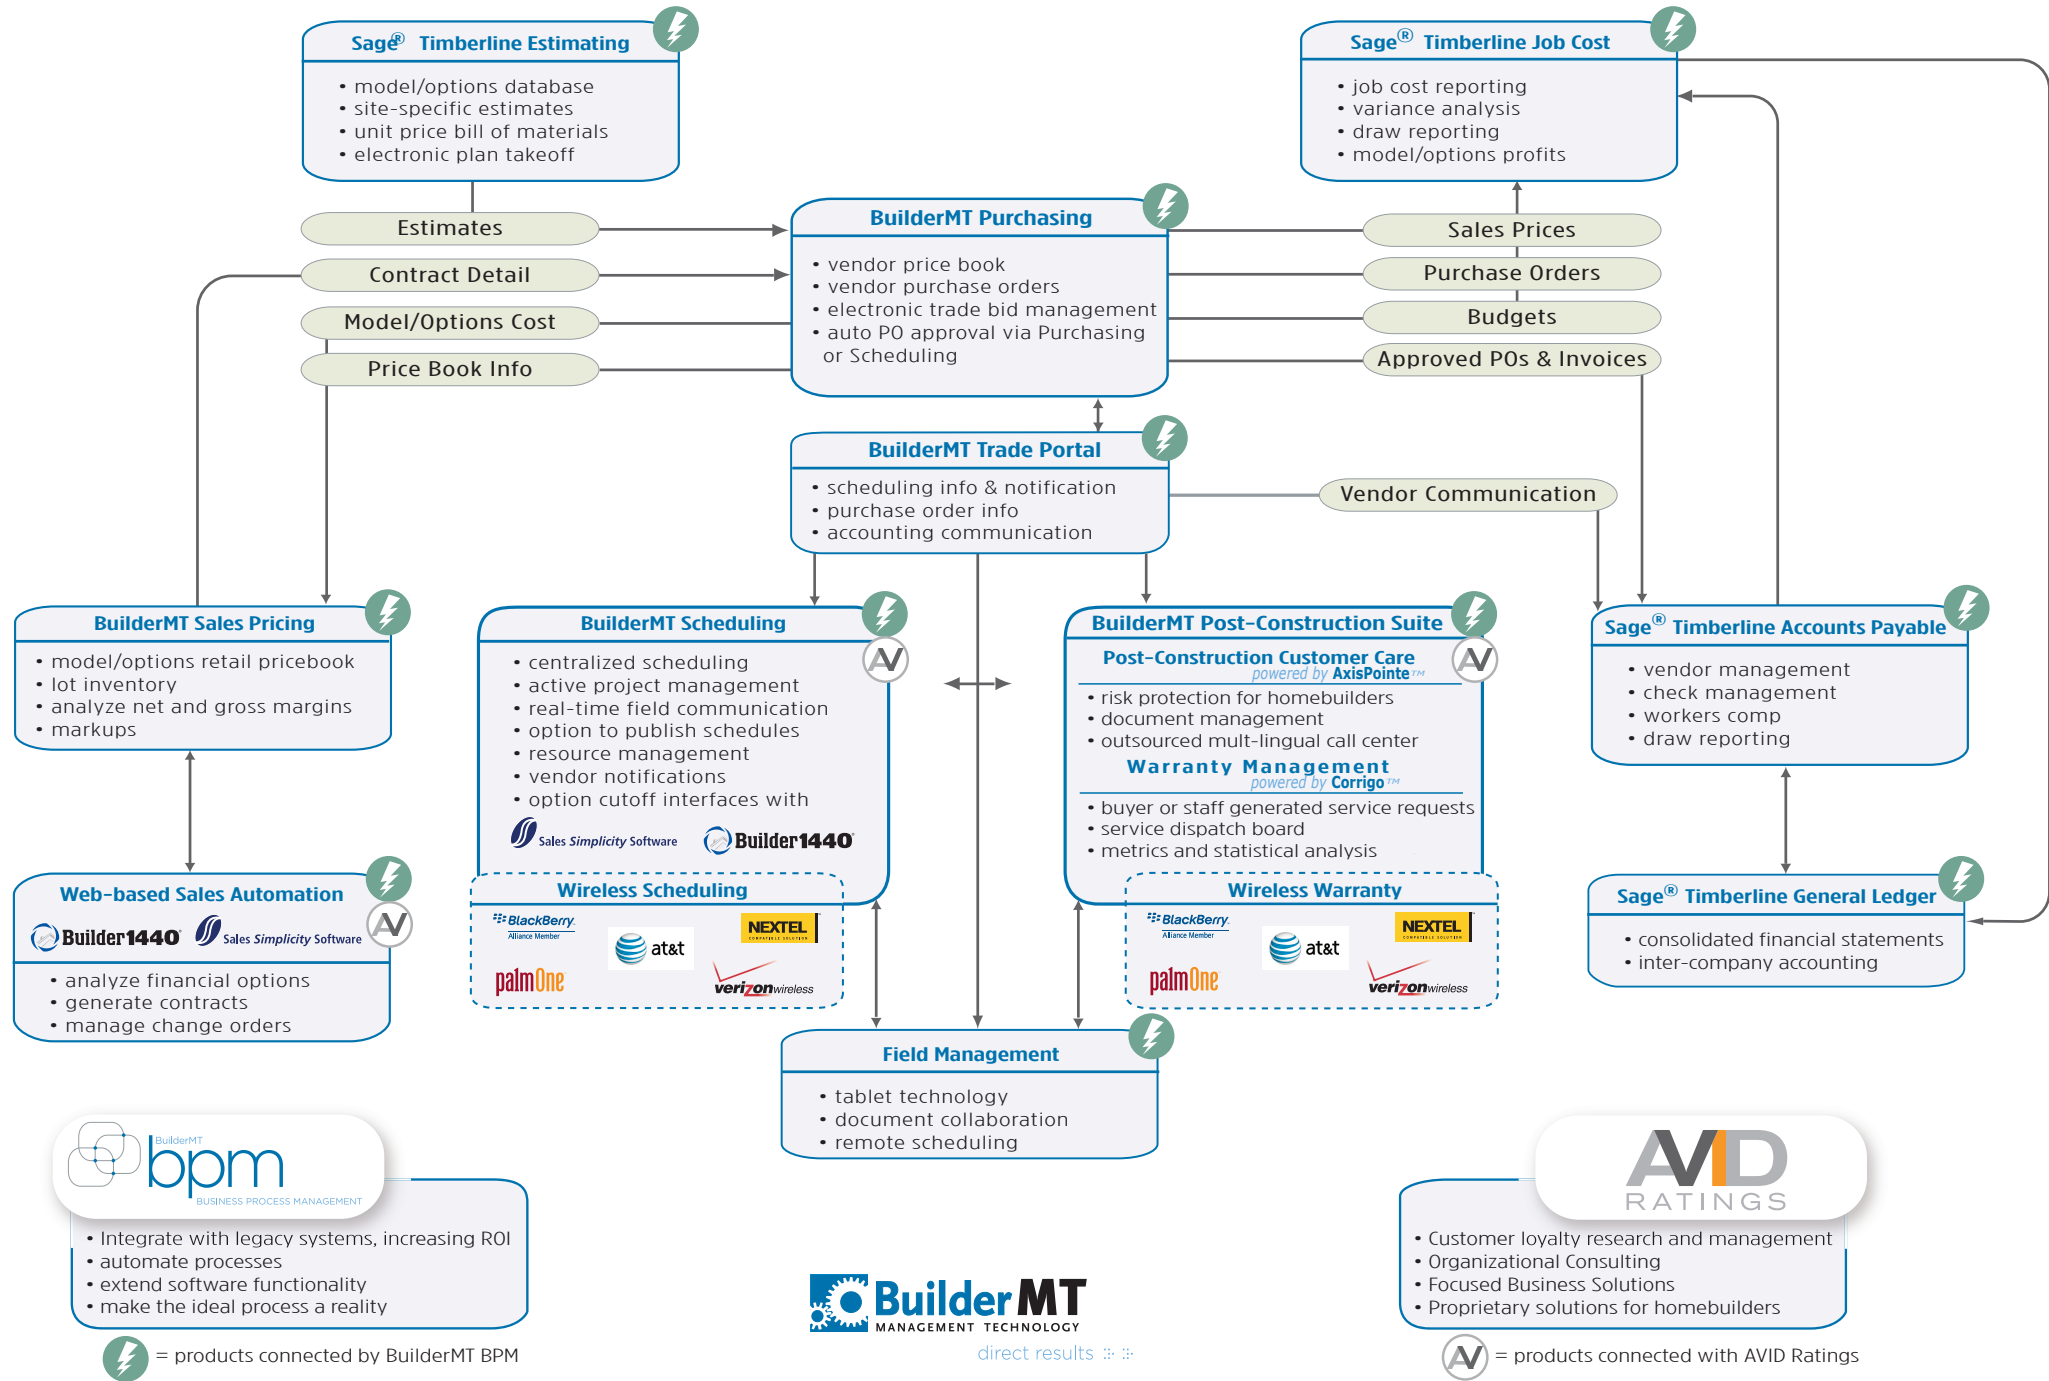 Sage® Timberline Estimating
• model/options database
• site-specific estimates
• unit price bill of materials
• electronic plan takeoff
Sage® Timberline Job Cost
• job cost reporting
• variance analysis
• draw reporting
• model/options profits
Estimates
Contract Detail
Model/Options Cost
Price Book Info
BuilderMT Purchasing
• vendor price book
• vendor purchase orders
• electronic trade bid management
• auto PO approval via Purchasing
or Scheduling
Sales Prices
Purchase Orders
Budgets
Approved POs & Invoices
BuilderMT Trade Portal
• scheduling info & notification
• purchase order info
• accounting communication
Vendor Communication
BuilderMT Sales Pricing
• model/options retail pricebook
• lot inventory
• analyze net and gross margins
• markups
BuilderMT Scheduling
AV
• centralized scheduling
• active project management
• real-time field communication
• option to publish schedules
• resource management
• vendor notifications
• option cutoff interfaces with
Sales Simplicity Software
Builder1440
Wireless Scheduling
BlackBerry.
Alliance Member
at&t
NEXTEL
COMPATIBLE SOLUTION
palmOne
verizonwireless
BuilderMT Post-Construction Suite
AV
Post-Construction Customer Care
powered by AxisPointe™
• risk protection for homebuilders
• document management
• outsourced mult-lingual call center
Warranty Management
powered by Corrigo™
• buyer or staff generated service requests
• service dispatch board
• metrics and statistical analysis
Wireless Warranty
BlackBerry.
Alliance Member
at&t
NEXTEL
COMPATIBLE SOLUTION
palmOne
verizonwireless
Sage® Timberline Accounts Payable
• vendor management
• check management
• workers comp
• draw reporting
Web-based Sales Automation
AV
Builder1440
Sales Simplicity Software
• analyze financial options
• generate contracts
• manage change orders
Sage® Timberline General Ledger
• consolidated financial statements
• inter-company accounting
Field Management
• tablet technology
• document collaboration
• remote scheduling
BuilderMT
bpm
BUSINESS PROCESS MANAGEMENT
• Integrate with legacy systems, increasing ROI
• automate processes
• extend software functionality
• make the ideal process a reality
= products connected by BuilderMT BPM
BuilderMT
MANAGEMENT TECHNOLOGY
direct results
AVID
RATINGS
• Customer loyalty research and management
• Organizational Consulting
• Focused Business Solutions
• Proprietary solutions for homebuilders
AV = products connected with AVID Ratings